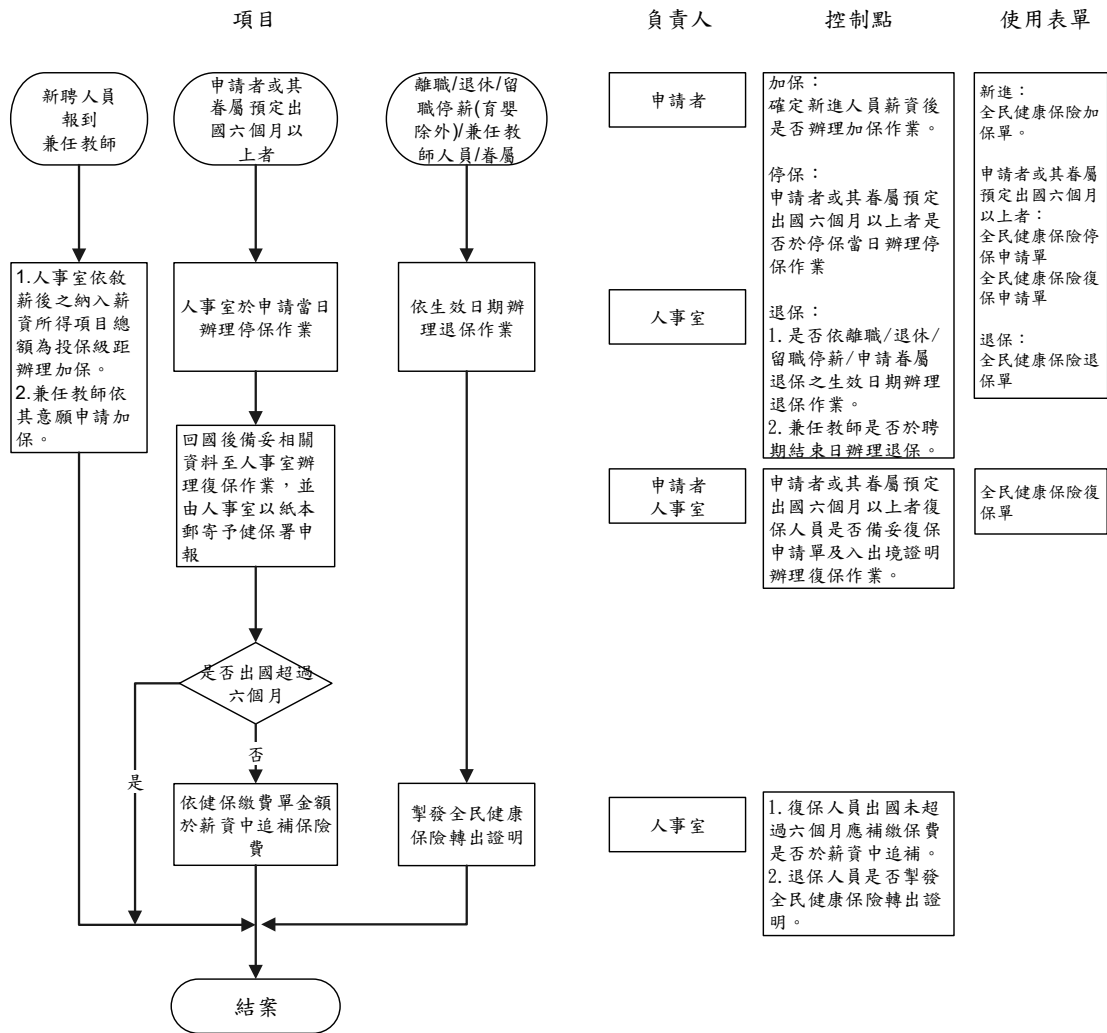 項目
負責人
控制點
使用表單
新聘人員
報到
兼任教師
申請者或其
眷屬預定出
國六個月以
上者
離職/退休/留
職停薪(育嬰
除外)/兼任教
師人員/眷屬
申請者
加保：
確定新進人員薪資後
是否辦理加保作業。
停保：
申請者或其眷屬預定
出國六個月以上者是
否於停保當日辦理停
保作業
退保：
1.是否依離職/退休/
留職停薪/申請眷屬
退保之生效日期辦理
退保作業。
2.兼任教師是否於聘
期結束日辦理退保。
新進：
全民健康保險加
保單。
申請者或其眷屬
預定出國六個月
以上者：
全民健康保險停
保申請單
全民健康保險復
保申請單
退保：
全民健康保險退
保單
1.人事室依敘
薪後之納入薪
資所得項目總
額為投保級距
辦理加保。
2.兼任教師依
其意願申請加
保。
人事室於申請當日
辦理停保作業
依生效日期辦
理退保作業
人事室
回國後備妥相關
資料至人事室辦
理復保作業，並
由人事室以紙本
郵寄予健保署申
報
申請者
人事室
申請者或其眷屬預定
出國六個月以上者復
保人員是否備妥復保
申請單及入出境證明
辦理復保作業。
全民健康保險復
保單
是否出國超過
六個月
是
否
依健保繳費單金額
於薪資中追補保險
費
掣發全民健康
保險轉出證明
人事室
1.復保人員出國未超
過六個月應補繳保費
是否於薪資中追補。
2.退保人員是否掣發
全民健康保險轉出證
明。
結案